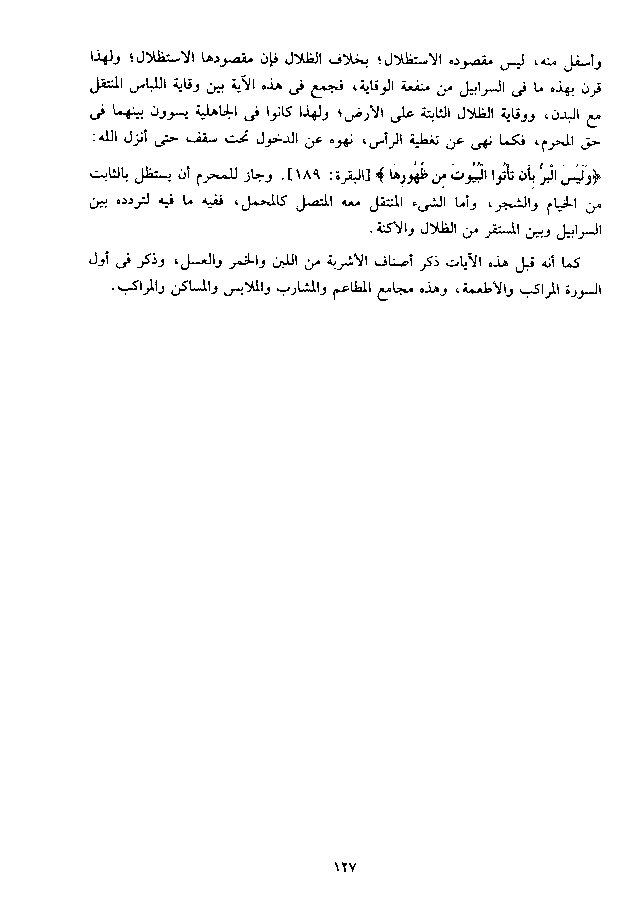 وأسفل منه، ليس مقصوده الاستظلال؛ بخلاف الظلال فإن مقصودها الاستظلال؛ ولهذا
قرن بهذه ما فى السرابيل من منفعة الوقاية، فجمع فى هذه الآية بين وقاية اللباس المنتقل
مع البدن، ووقاية الظلال الثابتة على الأرض؛ ولهذا كانوا فى الجاهلية يسوون بينهما فى
حق المحرم، فكما نهى عن تغطية الرأس، نهوه عن الدخول تحت سقف حتى أنزل الله:
﴿وَلَيْسَ الْبِرُّ بِأَن تَأْتُوا الْبُيُوتَ مِن ظُهُورِهَا﴾ [البقرة: ١٨٩]. وجاز للمحرم أن يستظل بالثابت
من الخيام والشجر، وأما الشىء المنتقل معه المتصل كالمحمل، ففيه ما فيه لتردده بين
السرابيل وبين المستقر من الظلال والأكنة.
كما أنه قبل هذه الآيات ذكر أصناف الأشربة من اللبن والخمر والعسل، وذكر فى أول
السورة المراكب والأطعمة، وهذه مجامع المطاعم والمشارب والملابس والمساكن والمراكب.
١٢٧